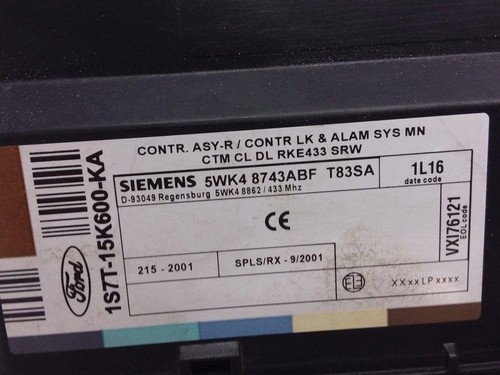 CONTR. ASY-R / CONTR LK & ALAM SYS MN
CTM CL DL RKE433 SRW
SIEMENS 5WK4 8743ABF T83SA
D-93049 Regensburg 5WK4 8862 / 433 Mhz
1L16
date code
CE
VXI76121
EOL code
215 - 2001
SPLS/RX - 9/2001
XXxxLPxxxx
Ford
1S7T-15K600-KA